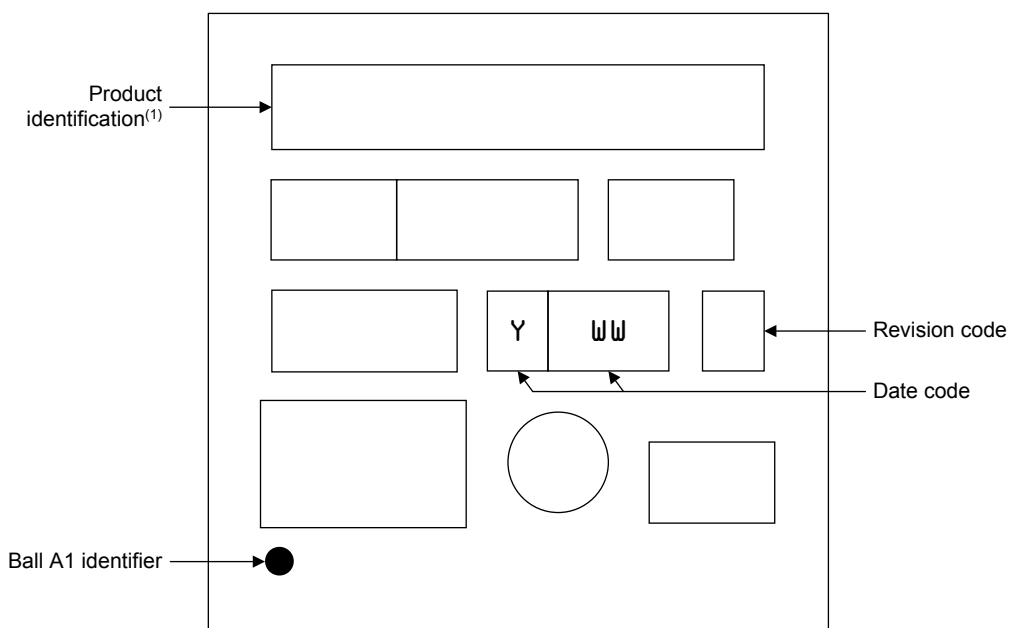 Product
identification(1)
Y WW
Revision code
Date code
Ball A1 identifier